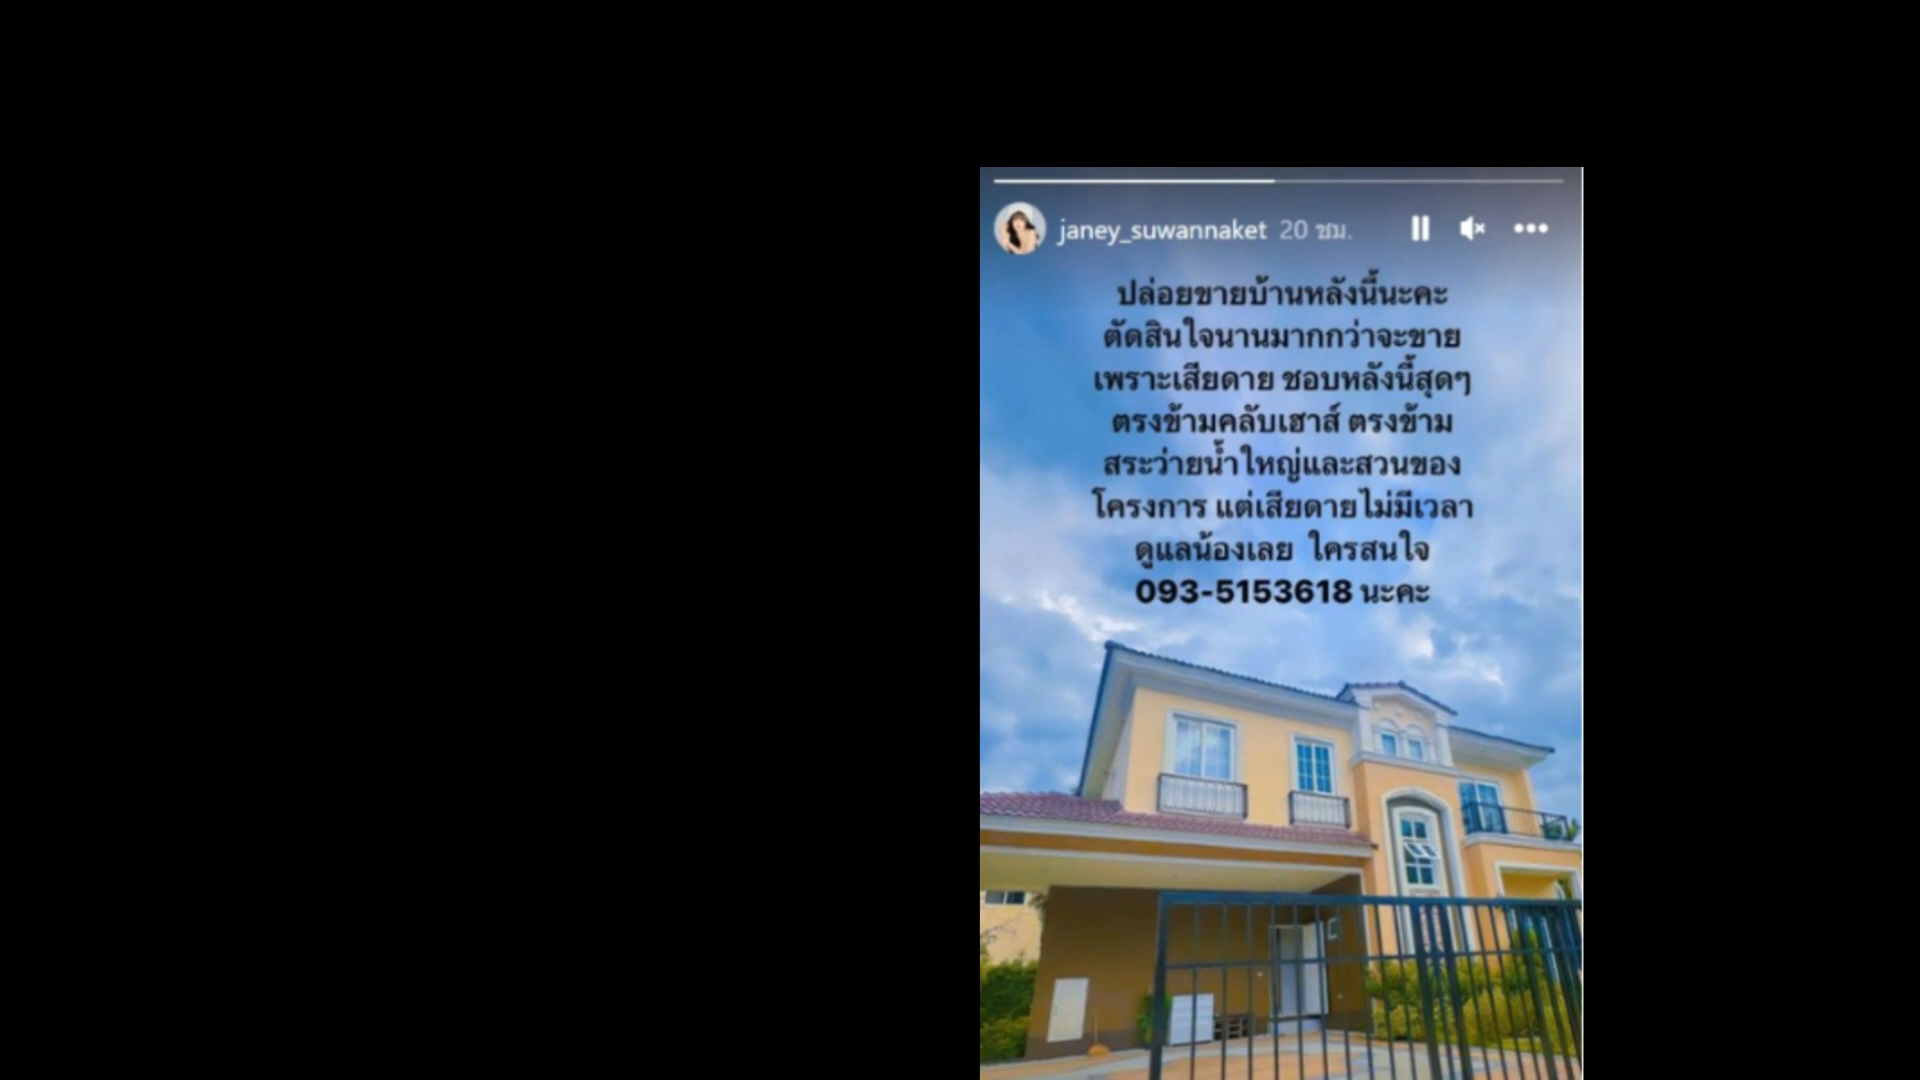 janey_suwannaket 20 ชม.
ปล่อยขายบ้านหลังนี้นะคะ
ตัดสินใจนานมากกว่าจะขาย
เพราะเสียดาย ชอบหลังนี้สุดๆ
ตรงข้ามคลับเฮาส์ ตรงข้าม
สระว่ายน้ำใหญ่และสวนของ
โครงการ แต่เสียดายไม่มีเวลา
ดูแลน้องเลย ใครสนใจ
093-5153618 นะคะ